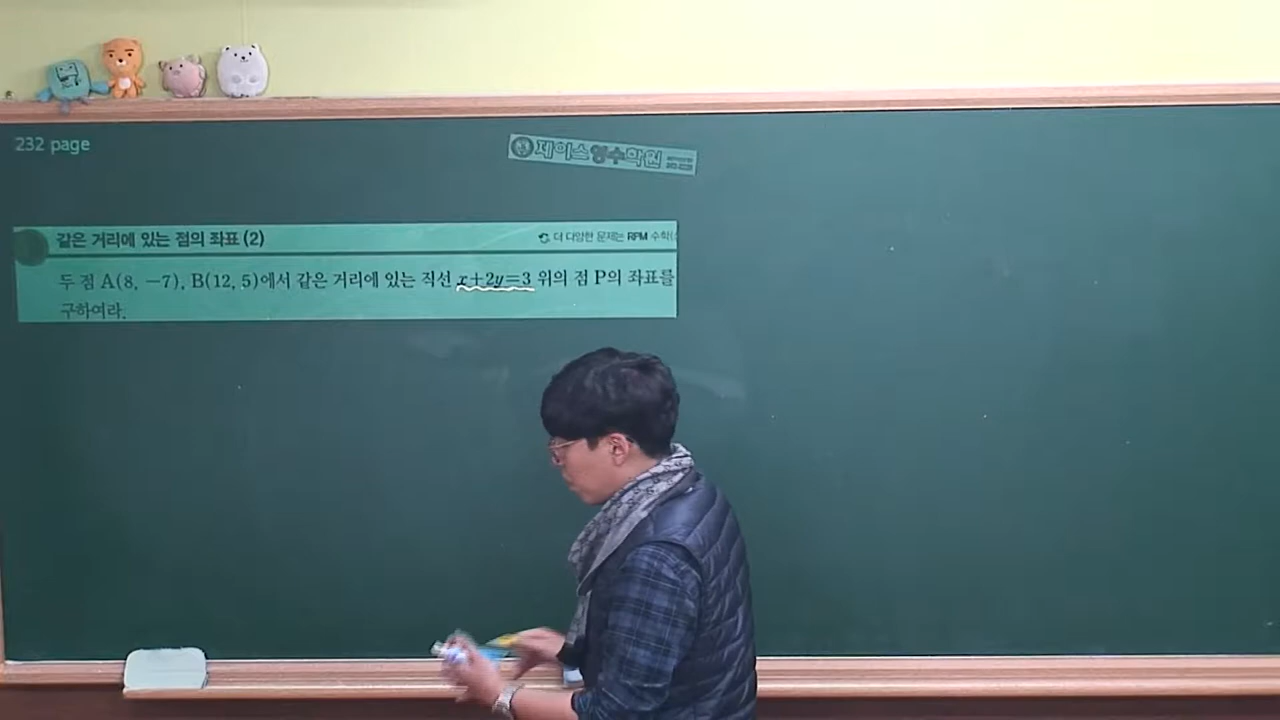 232 page
제이스영수학원
같은 거리에 있는 점의 좌표 (2)
더 다양한 문제는 RPM 수학(
두 점 A(8, −7), B(12, 5)에서 같은 거리에 있는 직선 x+2y=3 위의 점 P의 좌표를
구하여라.